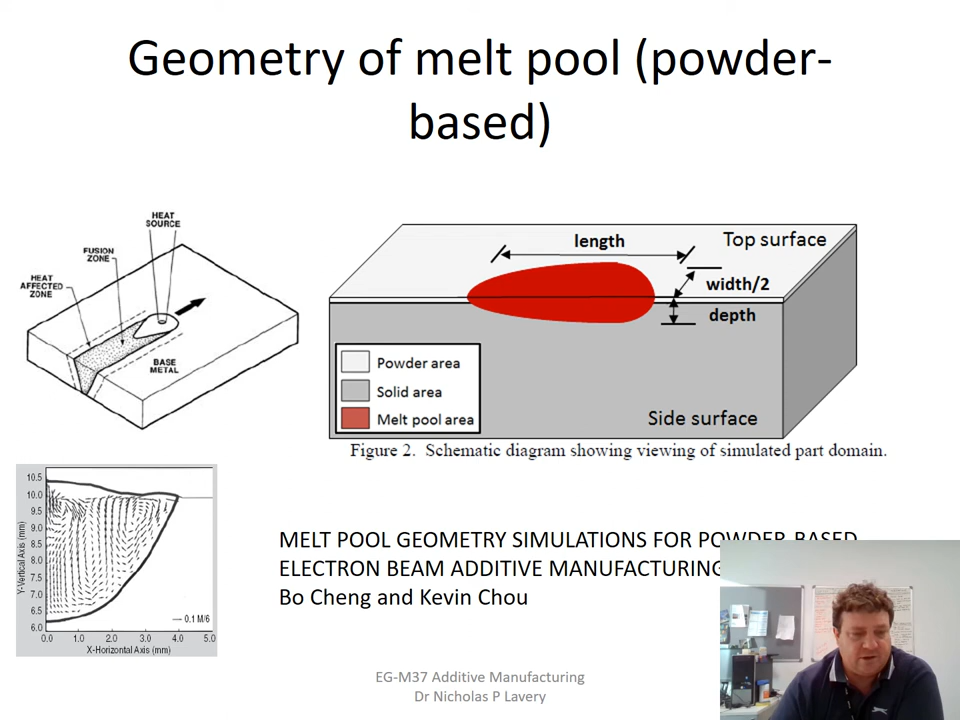 Geometry of melt pool (powder-
based)
HEAT
SOURCE
FUSION
ZONE
HEAT
AFFECTED
ZONE
BASE
METAL
length
Top surface
width/2
depth
Powder area
Solid area
Melt pool area
Side surface
Figure 2. Schematic diagram showing viewing of simulated part domain.
Y-Vertical Axis (mm)
10.5
10.0
9.5
9.0
8.5
8.0
7.5
7.0
6.5
6.0
0.1 M/6
0.0 1.0 2.0 3.0 4.0 5.0
X-Horizontal Axis (mm)
MELT POOL GEOMETRY SIMULATIONS FOR POWDER-BASED
ELECTRON BEAM ADDITIVE MANUFACTURING
Bo Cheng and Kevin Chou
EG-M37 Additive Manufacturing
Dr Nicholas P Lavery